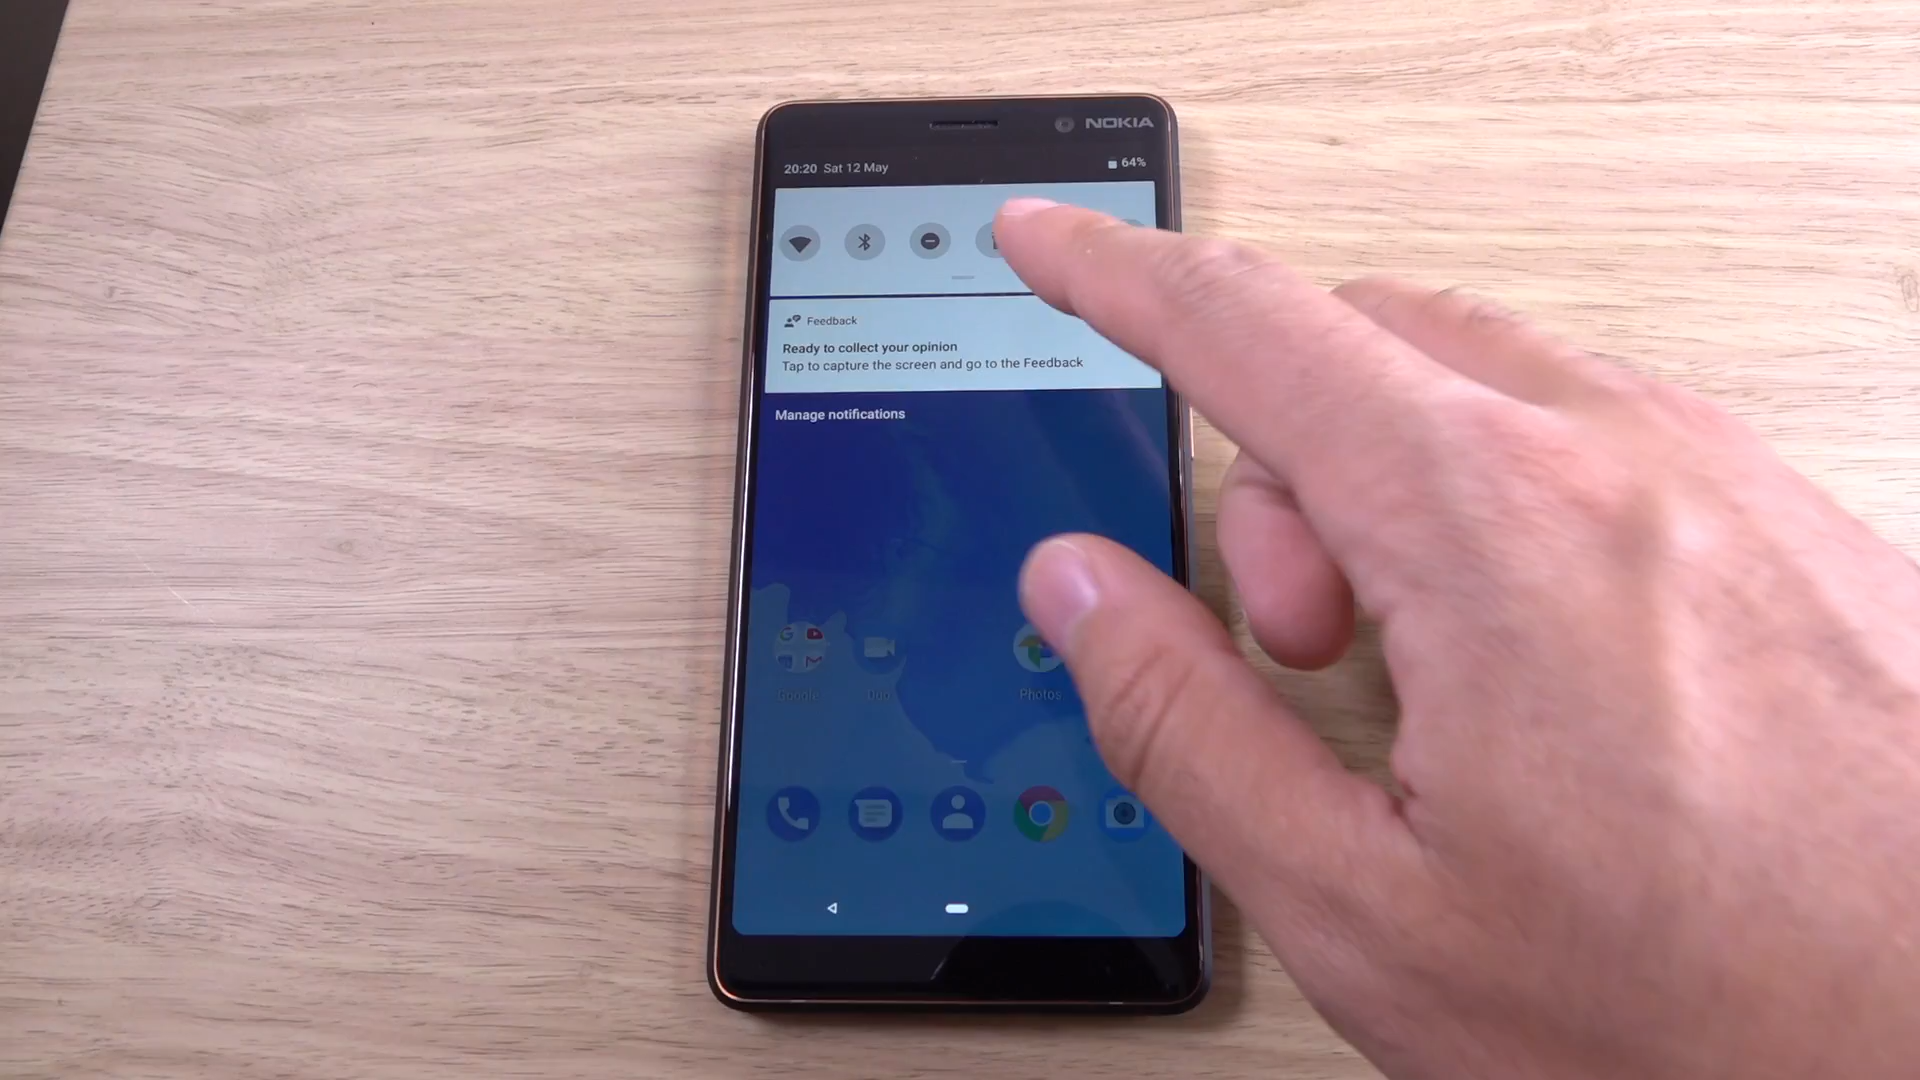 NOKIA
20:20 Sat 12 May
64%
Feedback
Ready to collect your opinion
Tap to capture the screen and go to the Feedback
Manage notifications
Google
Duo
Photos